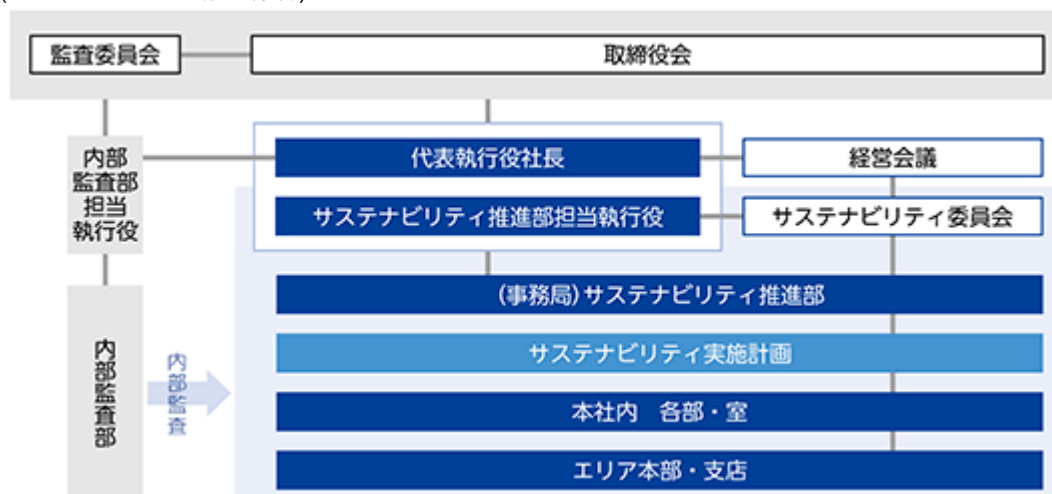 監査委員会
取締役会
内部
監査部
担当
執行役
代表執行役社長
経営会議
サステナビリティ推進部担当執行役
サステナビリティ委員会
(事務局)サステナビリティ推進部
内部監査部
内部監査
サステナビリティ実施計画
本社内 各部・室
エリア本部・支店